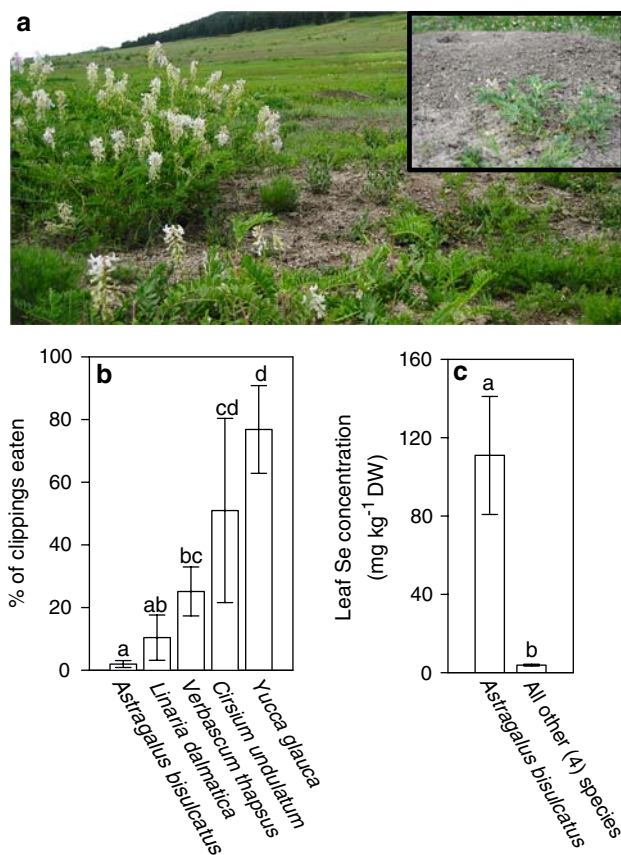 a
b
% of clippings eaten
100
80
60
40
20
0
a
ab
bc
cd
d
Astragalus bisulcatus
Linaria dalmatica
Verbascum thapsus
Cirsium undulatum
Yucca glauca
c
Leaf Se concentration
(mg kg⁻¹ DW)
160
120
80
40
0
a
b
Astragalus bisulcatus
All other (4) species